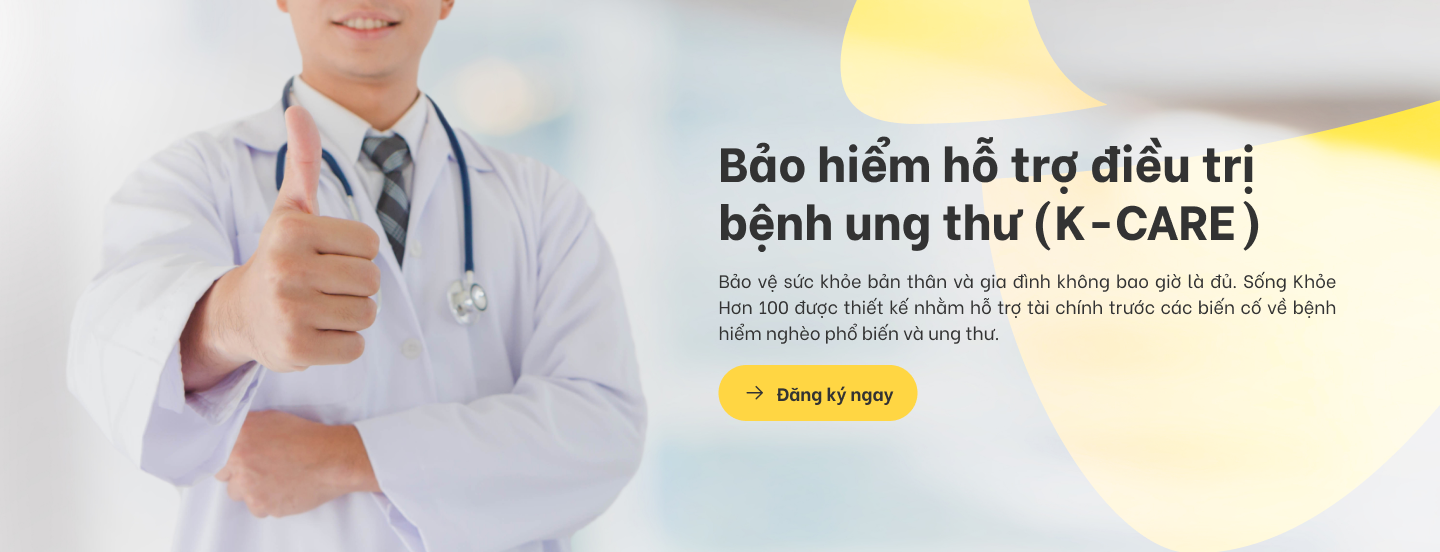 Bảo hiểm hỗ trợ điều trị
bệnh ung thư (K-CARE)
Bảo vệ sức khỏe bản thân và gia đình không bao giờ là đủ. Sống Khỏe
Hơn 100 được thiết kế nhằm hỗ trợ tài chính trước các biến cố về bệnh
hiểm nghèo phổ biến và ung thư.
Đăng ký ngay